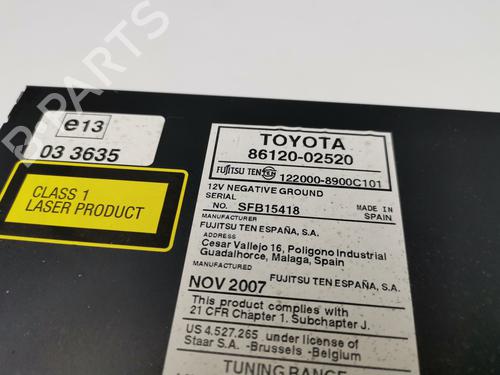 e13
03 3635
CLASS 1
LASER PRODUCT
TOYOTA
86120-02520
FUJITSU TEN 122000-8900C101
12V NEGATIVE GROUND
SERIAL
NO. SFB15418
MADE IN
SPAIN
MANUFACTURER
FUJITSU TEN ESPAÑA, S.A.
ADDRESS
Cesar Vallejo 16, Poligono Industrial
Guadalhorce, Malaga, Spain
MANUFACTURED
FUJITSU TEN ESPAÑA, S.A.
NOV 2007
This product complies with
21 CFR Chapter 1. Subchapter J.
US 4.527.265 under license of
Staar S.A. -Brussels -Belgium
TUNING RANGE
B-PARTS